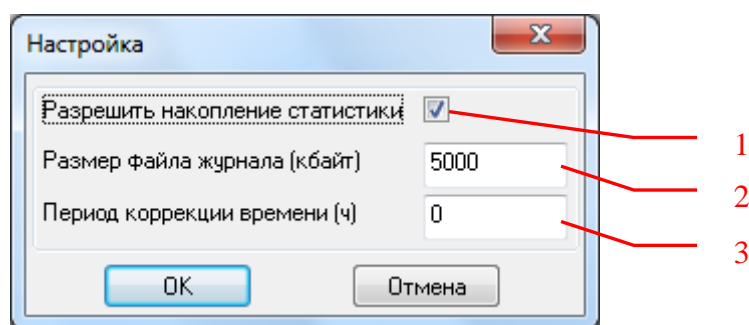 Настройка
Разрешить накопление статистики
1
Размер файла журнала (кбайт) 5000
2
Период коррекции времени (ч) 0
3
OK Отмена